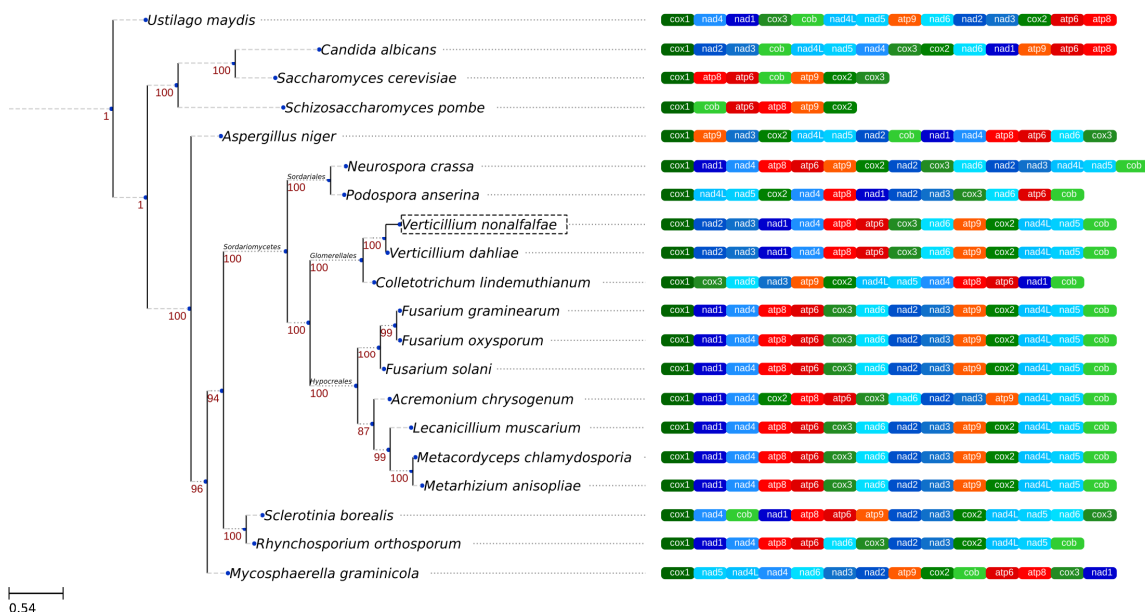 Ustilago maydis cox1 nad4 nad1 cox3 cob nad4L nad5 atp9 nad6 nad2 nad3 cox2 atp6 atp8
Candida albicans cox1 nad2 nad3 cob nad4L nad5 nad4 cox3 cox2 nad6 nad1 atp9 atp6 atp8
100
Saccharomyces cerevisiae cox1 atp8 atp6 cob atp9 cox2 cox3
100
Schizosaccharomyces pombe cox1 cob atp6 atp8 atp9 cox2
1
Aspergillus niger cox1 atp9 nad3 cox2 nad4L nad5 nad2 cob nad1 nad4 atp8 atp6 nad6 cox3
Neurospora crassa cox1 nad1 nad4 atp8 atp6 atp9 cox2 nad2 cox3 nad6 nad2 nad3 nad4L nad5 cob
Sordariales
100
Podospora anserina cox1 nad4L nad5 cox2 nad4 atp8 nad1 nad2 nad3 cox3 nad6 atp6 cob
1
Verticillium nonalfalfae cox1 nad2 nad3 nad1 nad4 atp8 atp6 cox3 nad6 atp9 cox2 nad4L nad5 cob
Sordariomycetes
100
100
Verticillium dahliae cox1 nad2 nad3 nad1 nad4 atp8 atp6 cox3 nad6 atp9 cox2 nad4L nad5 cob
Glomerellales
100
Colletotrichum lindemuthianum cox1 cox3 nad6 nad3 atp9 cox2 nad4L nad5 nad4 atp8 atp6 nad1 cob
Fusarium graminearum cox1 nad1 nad4 atp8 atp6 cox3 nad6 nad2 nad3 atp9 cox2 nad4L nad5 cob
100
100
99
Fusarium oxysporum cox1 nad1 nad4 atp8 atp6 cox3 nad6 nad2 nad3 atp9 cox2 nad4L nad5 cob
100
Fusarium solani cox1 nad1 nad4 atp8 atp6 cox3 nad6 nad2 nad3 atp9 cox2 nad4L nad5 cob
Hypocreales
100
94
Acremonium chrysogenum cox1 nad1 cox2 atp8 atp6 cox3 nad6 nad2 nad3 atp9 nad4L nad5 cob
87
Lecanicillium muscarium cox1 nad1 nad4 atp8 atp6 cox3 nad6 nad2 nad3 atp9 cox2 nad4L nad5 cob
99
Metacordyceps chlamydosporia cox1 nad1 nad4 atp8 atp6 cox3 nad6 nad2 nad3 atp9 cox2 nad4L nad5 cob
100
Metarhizium anisopliae cox1 nad1 nad4 atp8 atp6 cox3 nad6 nad2 nad3 atp9 cox2 nad4L nad5 cob
96
Sclerotinia borealis cox1 nad4 cob nad1 atp8 atp6 atp9 nad2 nad3 cox2 nad4L nad5 nad6 cox3
100
Rhynchosporium orthosporum cox1 nad1 nad4 atp8 atp6 nad6 cox3 nad2 nad3 cox2 nad4L nad5 cob
Mycosphaerella graminicola cox1 nad5 nad4L nad4 nad6 nad3 nad2 atp9 cox2 cob atp6 atp8 cox3 nad1
0.54